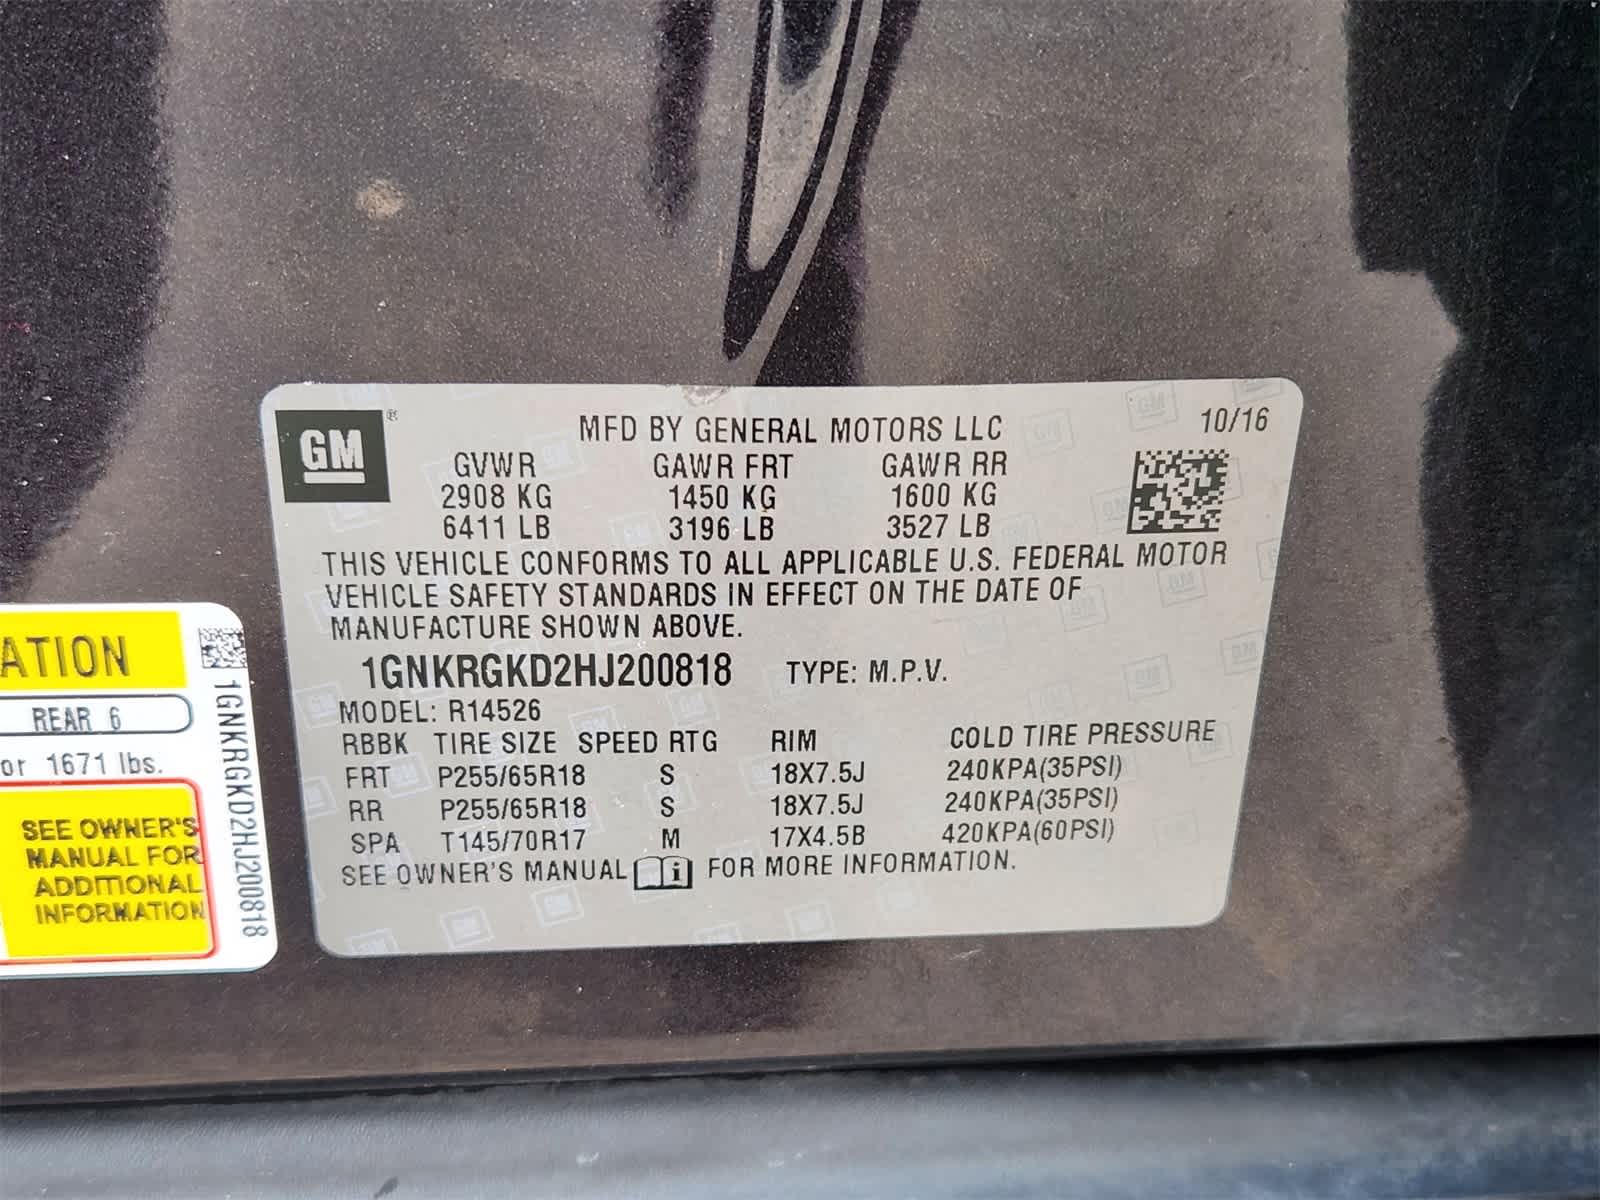 GM®
MFD BY GENERAL MOTORS LLC 10/16
GVWR GAWR FRT GAWR RR
2908 KG 1450 KG 1600 KG
6411 LB 3196 LB 3527 LB
THIS VEHICLE CONFORMS TO ALL APPLICABLE U.S. FEDERAL MOTOR
VEHICLE SAFETY STANDARDS IN EFFECT ON THE DATE OF
MANUFACTURE SHOWN ABOVE.
1GNKRGKD2HJ200818 TYPE: M.P.V.
MODEL: R14526
RBBK TIRE SIZE SPEED RTG RIM COLD TIRE PRESSURE
FRT P255/65R18 S 18X7.5J 240KPA(35PSI)
RR P255/65R18 S 18X7.5J 240KPA(35PSI)
SPA T145/70R17 M 17X4.5B 420KPA(60PSI)
SEE OWNER'S MANUAL i FOR MORE INFORMATION.
ATION
REAR 6
or 1671 lbs.
SEE OWNER'S
MANUAL FOR
ADDITIONAL
INFORMATION
1GNKRGKD2HJ200818